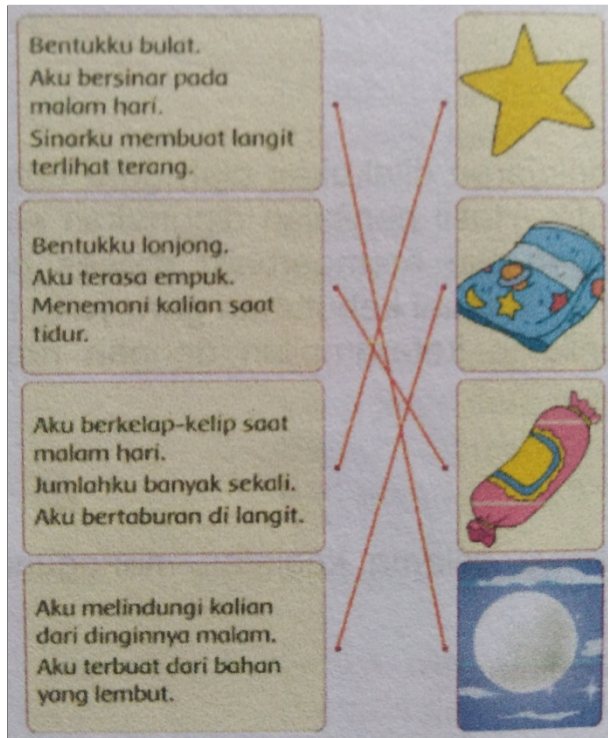 Bentukku bulat.
Aku bersinar pada
malam hari.
Sinarku membuat langit
terlihat terang.
Bentukku lonjong.
Aku terasa empuk.
Menemani kalian saat
tidur.
Aku berkelap-kelip saat
malam hari.
Jumlahku banyak sekali.
Aku bertaburan di langit.
Aku melindungi kalian
dari dinginnya malam.
Aku terbuat dari bahan
yang lembut.